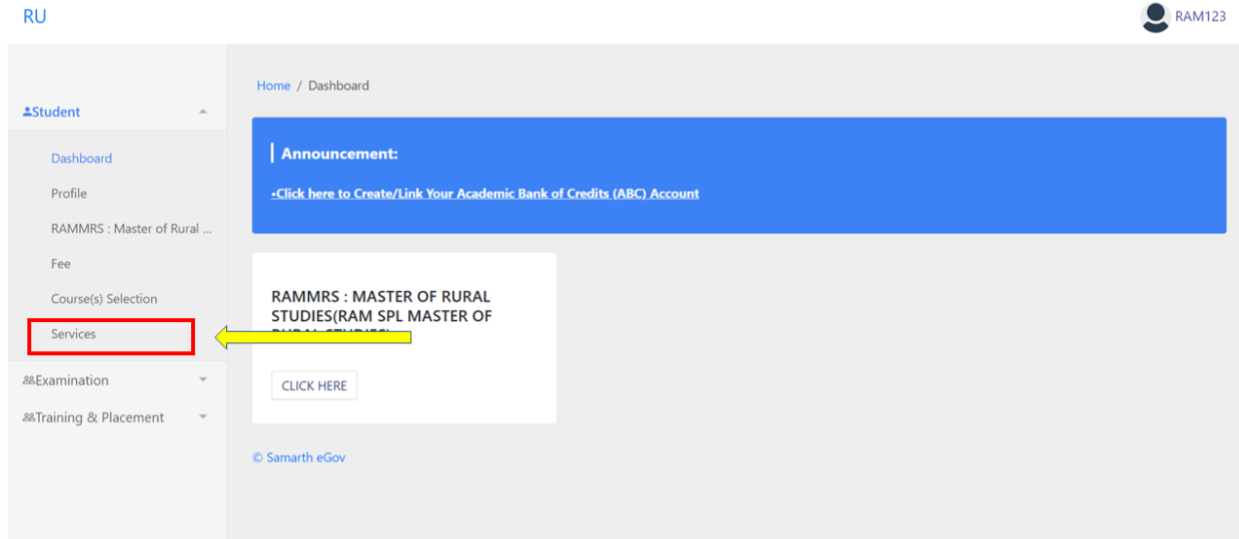 RU
RAM123
Home / Dashboard
Student
Dashboard
Profile
RAMMRS : Master of Rural ...
Fee
Course(s) Selection
Services
Examination
Training & Placement
Announcement:
•Click here to Create/Link Your Academic Bank of Credits (ABC) Account
RAMMRS : MASTER OF RURAL
STUDIES(RAM SPL MASTER OF
CLICK HERE
© Samarth eGov